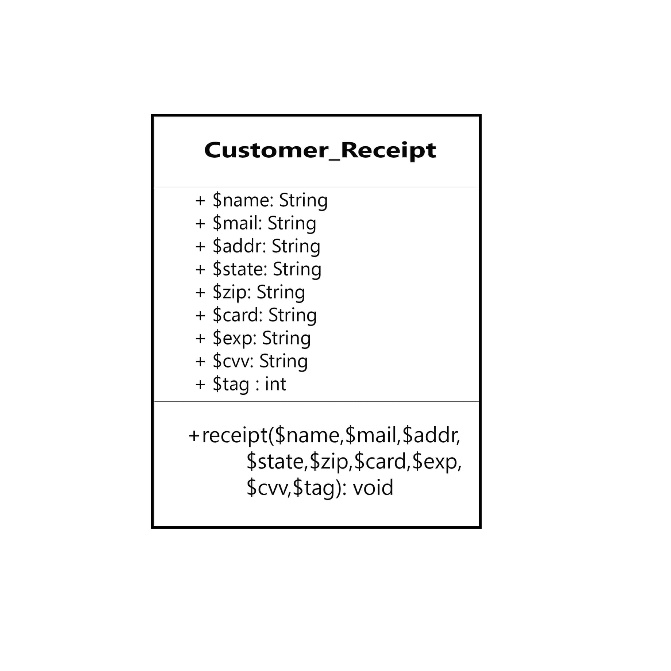 Customer_Receipt
+ $name: String
+ $mail: String
+ $addr: String
+ $state: String
+ $zip: String
+ $card: String
+ $exp: String
+ $cvv: String
+ $tag : int
+receipt($name,$mail,$addr,
$state,$zip,$card,$exp,
$cvv,$tag): void